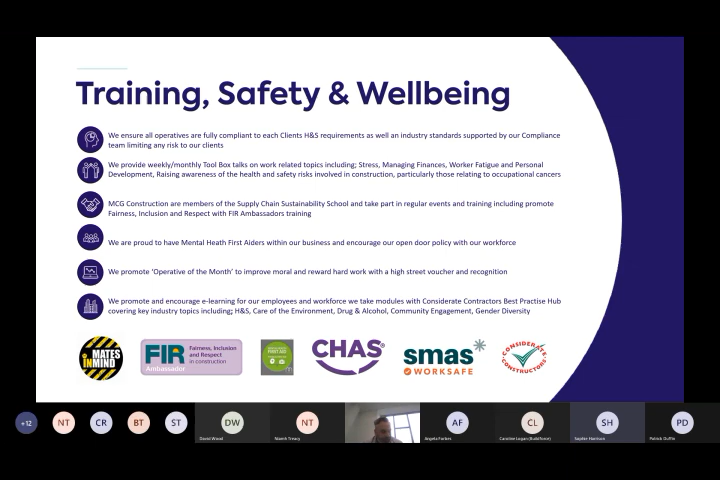 Training, Safety & Wellbeing
We ensure all operatives are fully compliant to each Clients H&S requirements as well an industry standards supported by our Compliance
team limiting any risk to our clients
We provide weekly/monthly Tool Box talks on work related topics including; Stress, Managing Finances, Worker Fatigue and Personal
Development, Raising awareness of the health and safety risks involved in construction, particularly those relating to occupational cancers
MCG Construction are members of the Supply Chain Sustainability School and take part in regular events and training including promote
Fairness, Inclusion and Respect with FIR Ambassadors training
We are proud to have Mental Heath First Aiders within our business and encourage our open door policy with our workforce
We promote ‘Operative of the Month’ to improve moral and reward hard work with a high street voucher and recognition
We promote and encourage e-learning for our employees and workforce we take modules with Considerate Contractors Best Practise Hub
covering key industry topics including; H&S, Care of the Environment, Drug & Alcohol, Community Engagement, Gender Diversity
MATES
IN MIND
FIR
Ambassador
Fairness, Inclusion
and Respect
in construction
FIRST AID
CHAS
smas
WORKSAFE
CONSIDERATE
CONSTRUCTORS
+12
NT
CR
BT
ST
DW
NT
AF
CL
SH
PD
David Wood
Niamh Treacy
Angela Forbes
Caroline Logan (Buildforce)